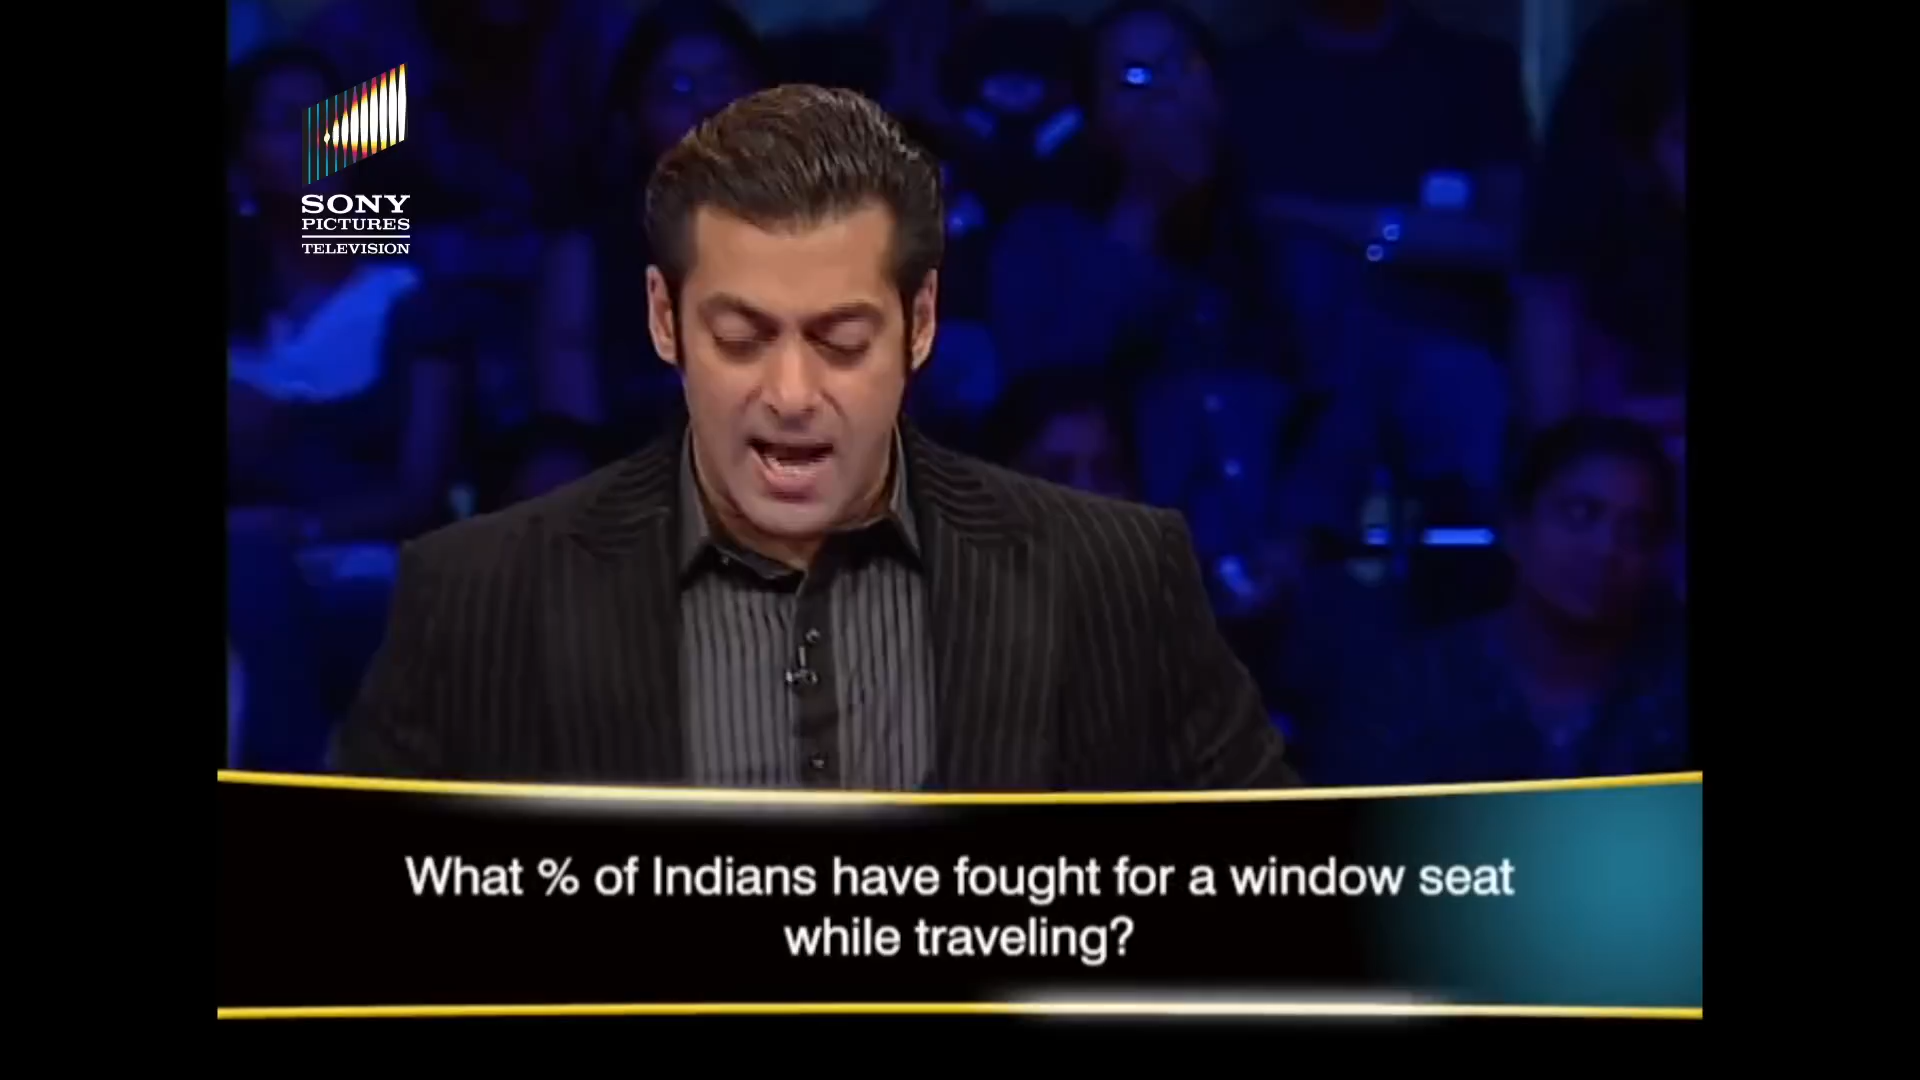 SONY
PICTURES
TELEVISION
What % of Indians have fought for a window seat
while traveling?